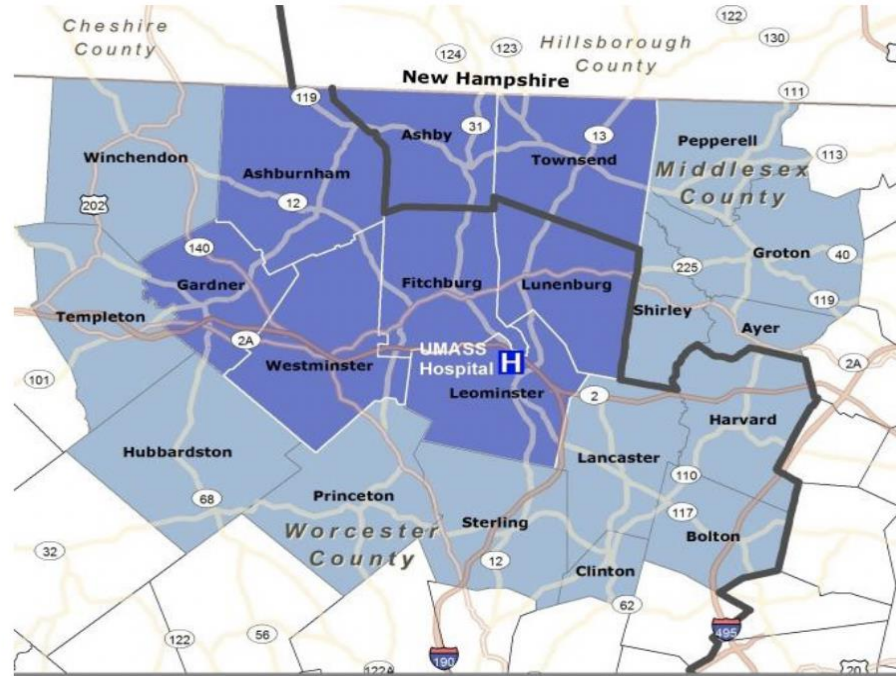 Cheshire
County
122
123
124
Hillsborough
County
130
New Hampshire
119
111
31
Ashby
13
Pepperell
Winchendon
Townsend
113
Ashburnham
Middlesex
County
202
12
140
Groton
40
225
Gardner
Fitchburg
Lunenburg
119
Templeton
Shirley
Ayer
2A
UMASS
Hospital
H
2A
Westminster
101
Leominster
2
Harvard
Hubbardston
Lancaster
110
68
Princeton
117
Worcester
County
Sterling
Bolton
32
12
Clinton
62
122
56
495
190
122A
20